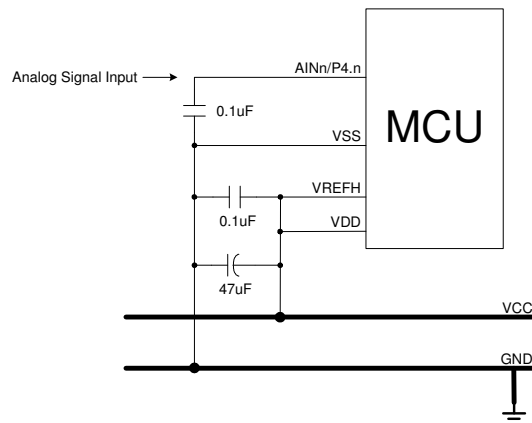 AINn/P4.n
Analog Signal Input
0.1uF
MCU
VSS
VREFH
0.1uF
VDD
47uF
VCC
GND